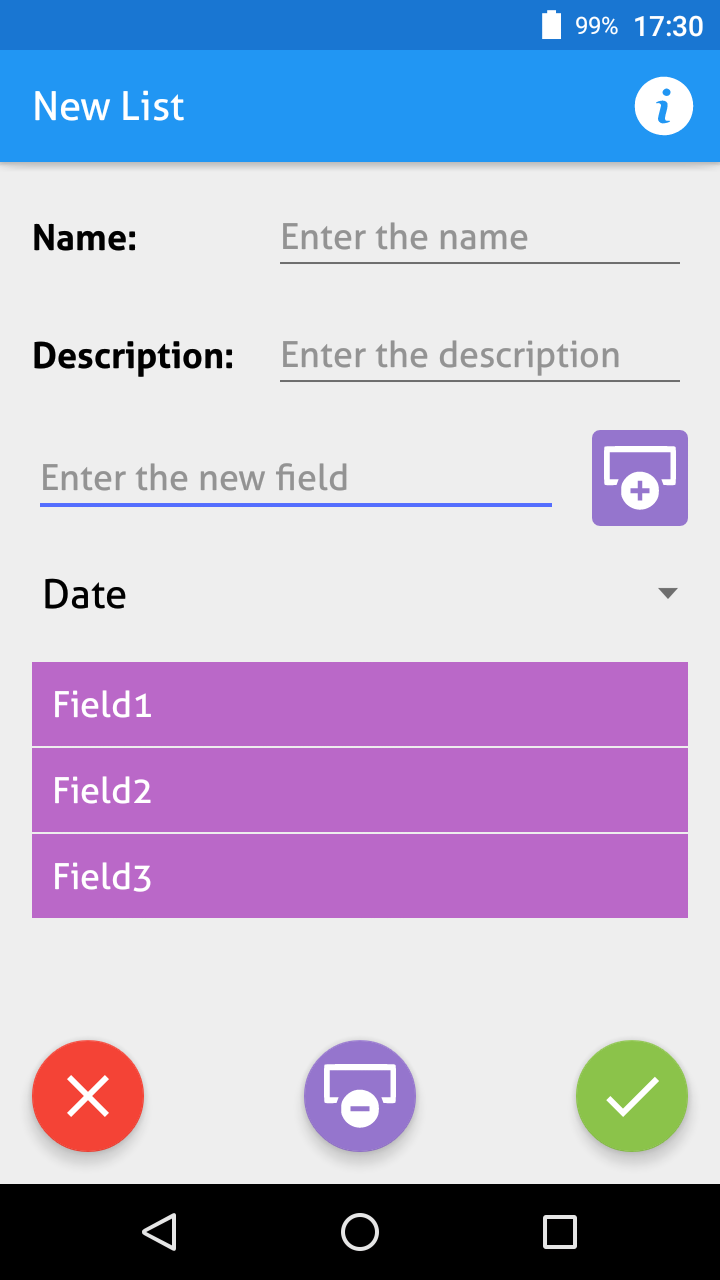 99% 17:30
New List
Name: Enter the name
Description: Enter the description
Enter the new field
Date
Field1
Field2
Field3